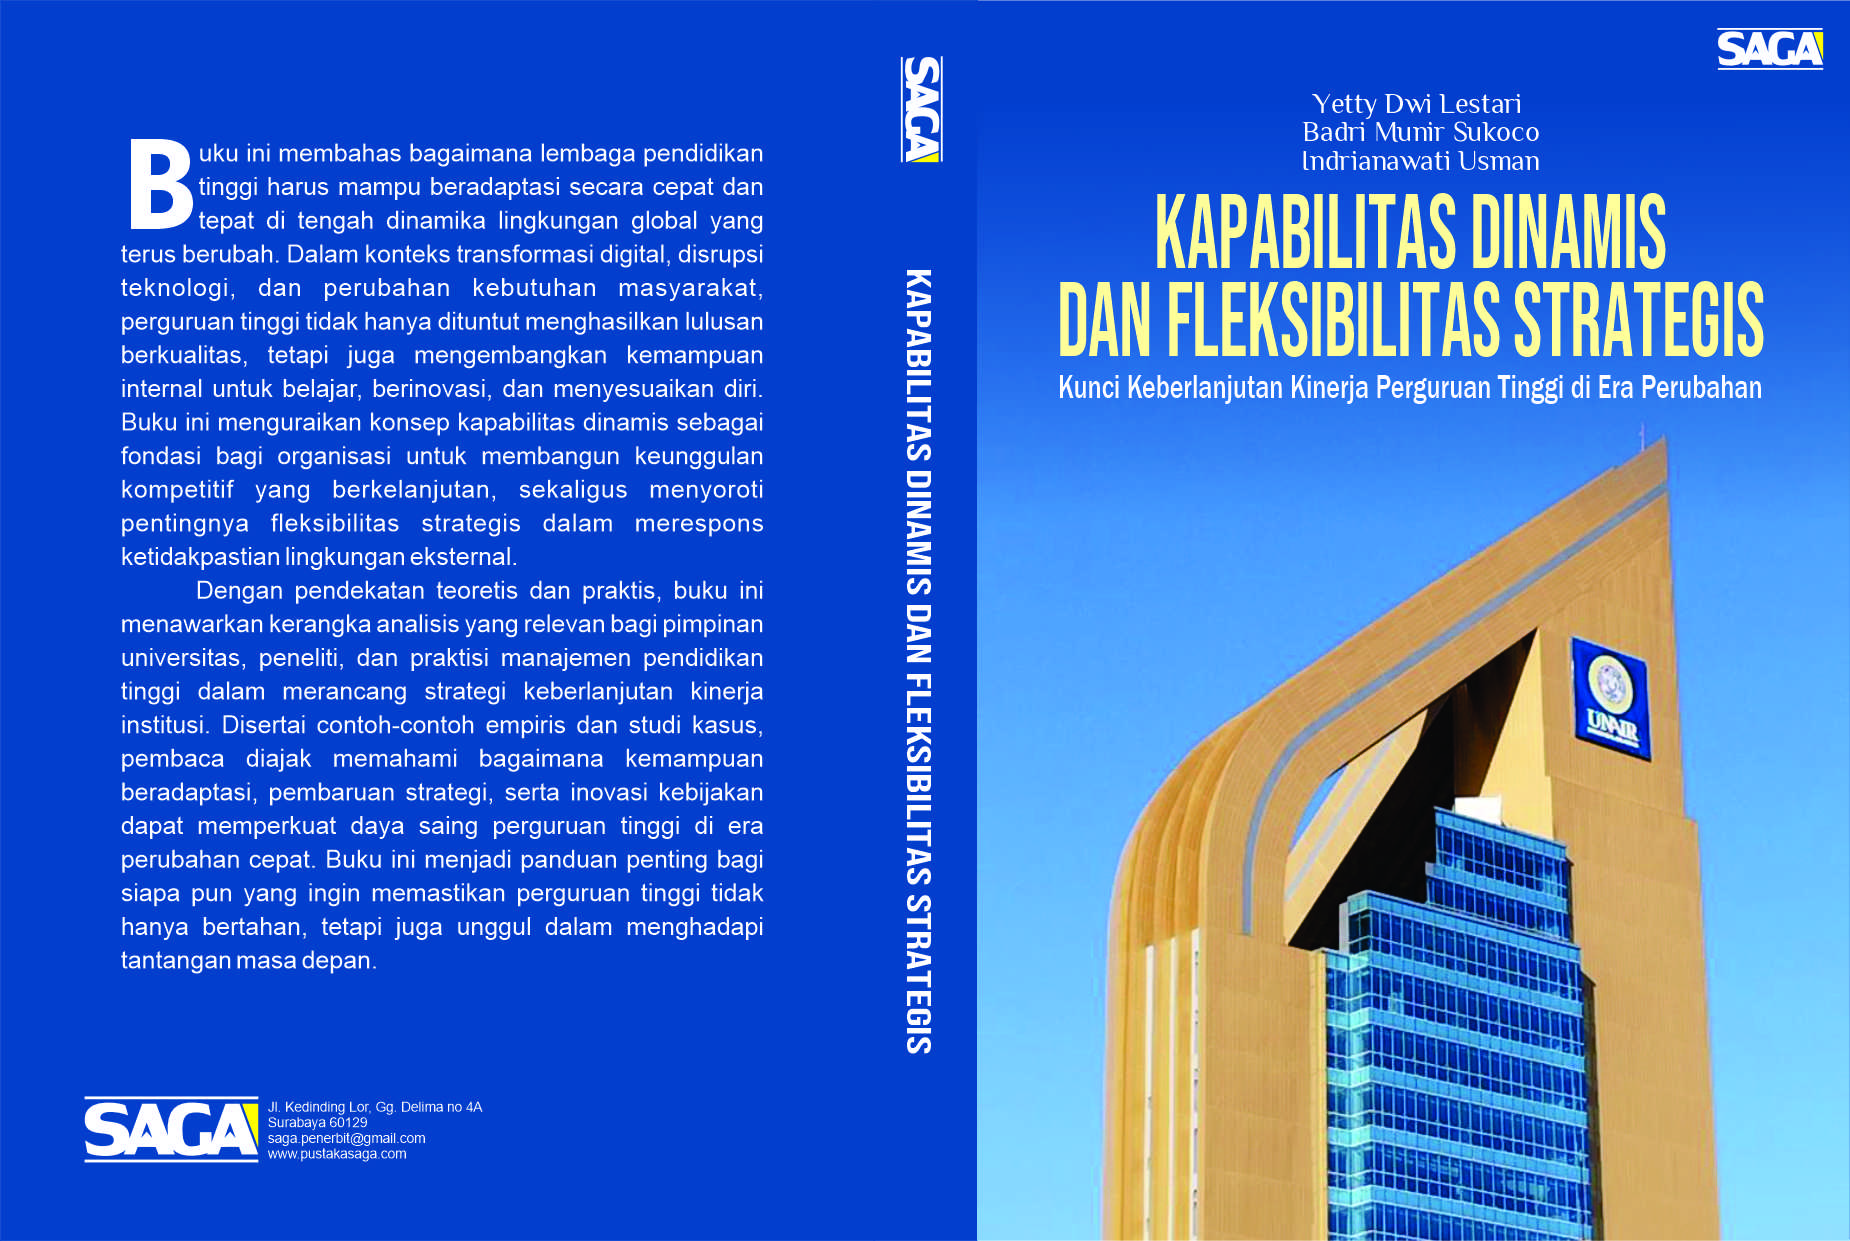 Buku ini membahas bagaimana lembaga pendidikan
tinggi harus mampu beradaptasi secara cepat dan
tepat di tengah dinamika lingkungan global yang
terus berubah. Dalam konteks transformasi digital, disrupsi
teknologi, dan perubahan kebutuhan masyarakat,
perguruan tinggi tidak hanya dituntut menghasilkan lulusan
berkualitas, tetapi juga mengembangkan kemampuan
internal untuk belajar, berinovasi, dan menyesuaikan diri.
Buku ini menguraikan konsep kapabilitas dinamis sebagai
fondasi bagi organisasi untuk membangun keunggulan
kompetitif yang berkelanjutan, sekaligus menyoroti
pentingnya fleksibilitas strategis dalam merespons
ketidakpastian lingkungan eksternal.
Dengan pendekatan teoretis dan praktis, buku ini
menawarkan kerangka analisis yang relevan bagi pimpinan
universitas, peneliti, dan praktisi manajemen pendidikan
tinggi dalam merancang strategi keberlanjutan kinerja
institusi. Disertai contoh-contoh empiris dan studi kasus,
pembaca diajak memahami bagaimana kemampuan
beradaptasi, pembaruan strategi, serta inovasi kebijakan
dapat memperkuat daya saing perguruan tinggi di era
perubahan cepat. Buku ini menjadi panduan penting bagi
siapa pun yang ingin memastikan perguruan tinggi tidak
hanya bertahan, tetapi juga unggul dalam menghadapi
tantangan masa depan.
SAGA
Jl. Kedinding Lor, Gg. Delima no 4A
Surabaya 60129
saga.penerbit@gmail.com
www.pustakasaga.com
SAGA
KAPABILITAS DINAMIS DAN FLEKSIBILITAS STRATEGIS
SAGA
Yetty Dwi Lestari
Badri Munir Sukoco
Indrianawati Usman
KAPABILITAS DINAMIS
DAN FLEKSIBILITAS STRATEGIS
Kunci Keberlanjutan Kinerja Perguruan Tinggi di Era Perubahan
UNAIR